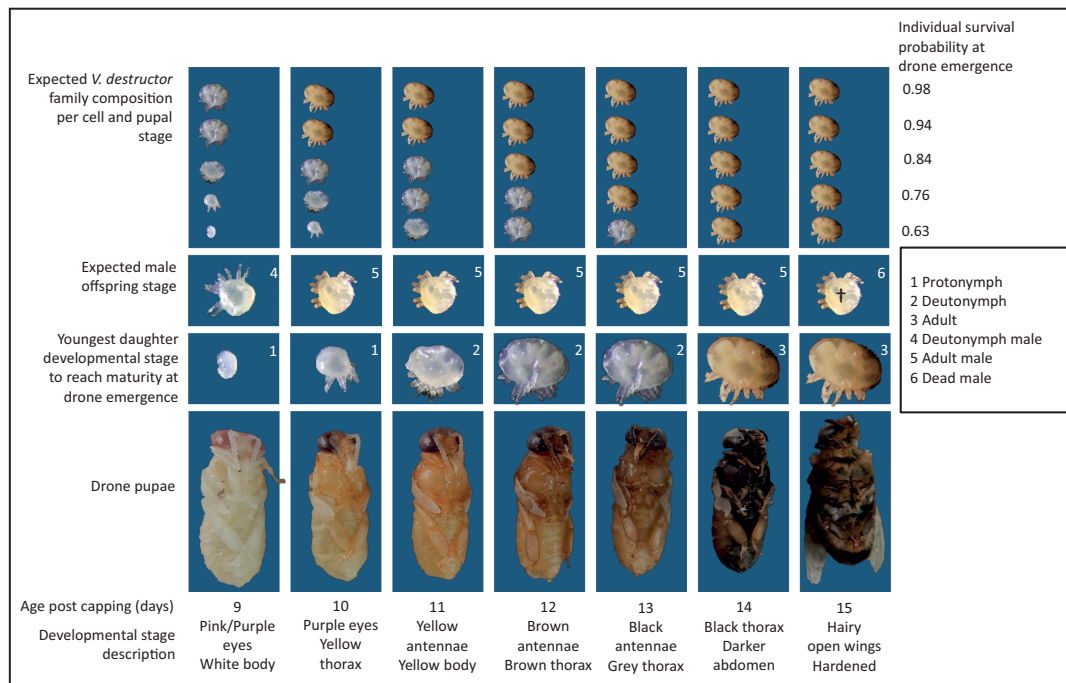 Individual survival
probability at
drone emergence
Expected V. destructor
family composition
per cell and pupal
stage
0.98
0.94
0.84
0.76
0.63
Expected male
offspring stage
4
5
5
5
5
5
6
†
Youngest daughter
developmental stage
to reach maturity at
drone emergence
1
1
2
2
2
3
3
1 Protonymph
2 Deutonymph
3 Adult
4 Deutonymph male
5 Adult male
6 Dead male
Drone pupae
Age post capping (days)
9
10
11
12
13
14
15
Developmental stage
description
Pink/Purple
eyes
White body
Purple eyes
Yellow
thorax
Yellow
antennae
Yellow body
Brown
antennae
Brown thorax
Black
antennae
Grey thorax
Black thorax
Darker
abdomen
Hairy
open wings
Hardened